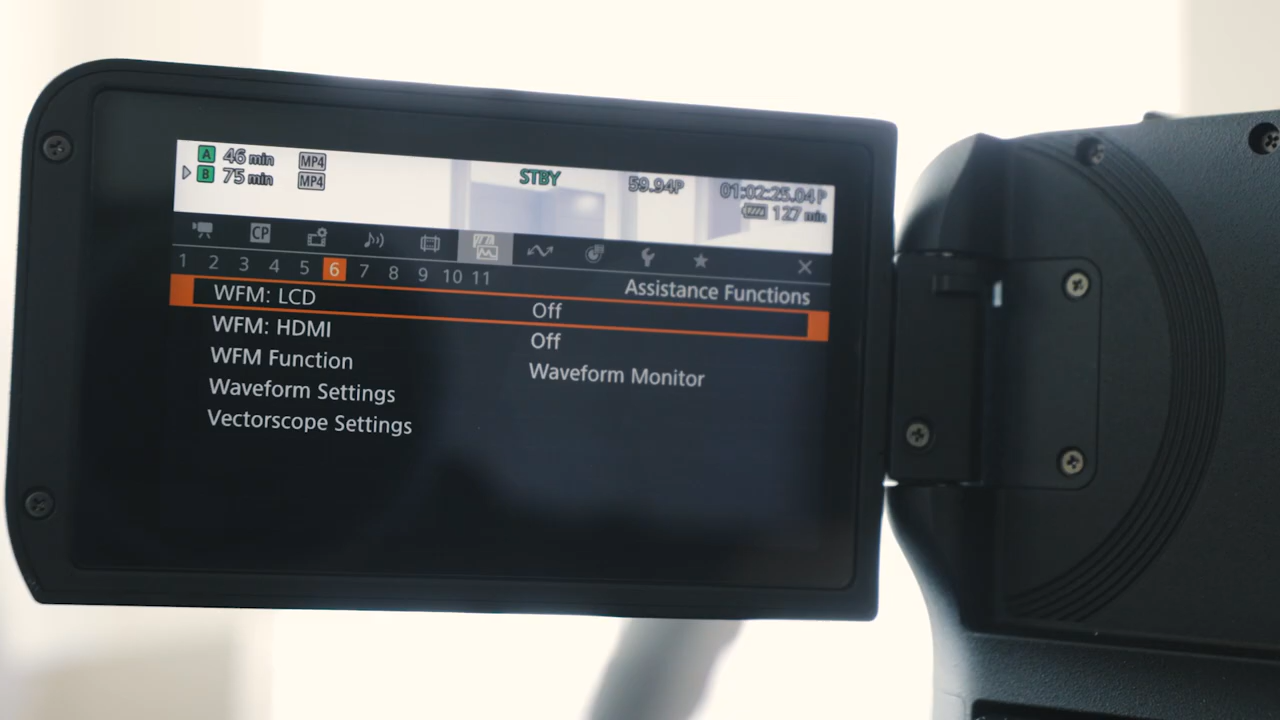 A 46 min MP4
B 75 min MP4
STBY
59.94P
01:02:25.04P
127 min
CP
1 2 3 4 5 6 7 8 9 10 11
Assistance Functions
WFM: LCD Off
WFM: HDMI Off
WFM Function Waveform Monitor
Waveform Settings
Vectorscope Settings